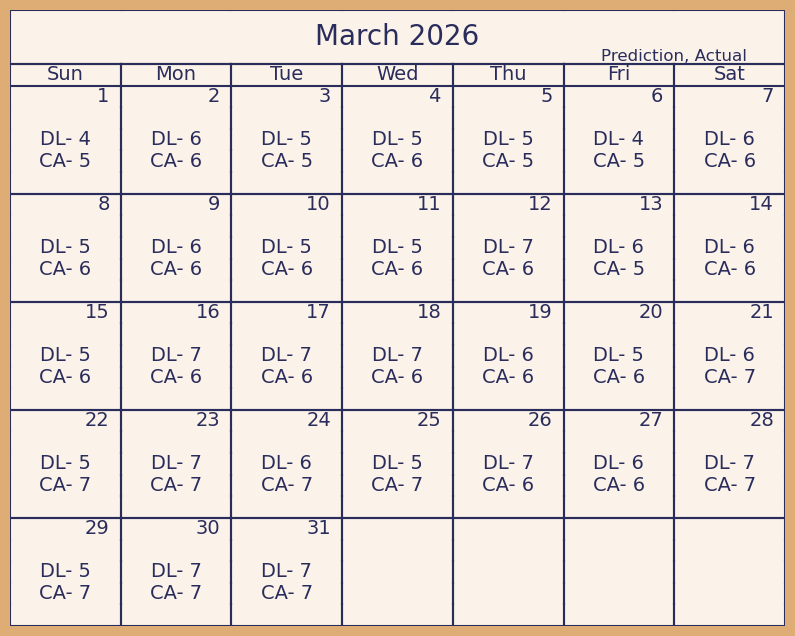 March 2026
Prediction, Actual
Sun Mon Tue Wed Thu Fri Sat
1 2 3 4 5 6 7
DL- 4 DL- 6 DL- 5 DL- 5 DL- 5 DL- 4 DL- 6
CA- 5 CA- 6 CA- 5 CA- 6 CA- 5 CA- 5 CA- 6
8 9 10 11 12 13 14
DL- 5 DL- 6 DL- 5 DL- 5 DL- 7 DL- 6 DL- 6
CA- 6 CA- 6 CA- 6 CA- 6 CA- 6 CA- 5 CA- 6
15 16 17 18 19 20 21
DL- 5 DL- 7 DL- 7 DL- 7 DL- 6 DL- 5 DL- 6
CA- 6 CA- 6 CA- 6 CA- 6 CA- 6 CA- 6 CA- 7
22 23 24 25 26 27 28
DL- 5 DL- 7 DL- 6 DL- 5 DL- 7 DL- 6 DL- 7
CA- 7 CA- 7 CA- 7 CA- 7 CA- 6 CA- 6 CA- 7
29 30 31
DL- 5 DL- 7 DL- 7
CA- 7 CA- 7 CA- 7